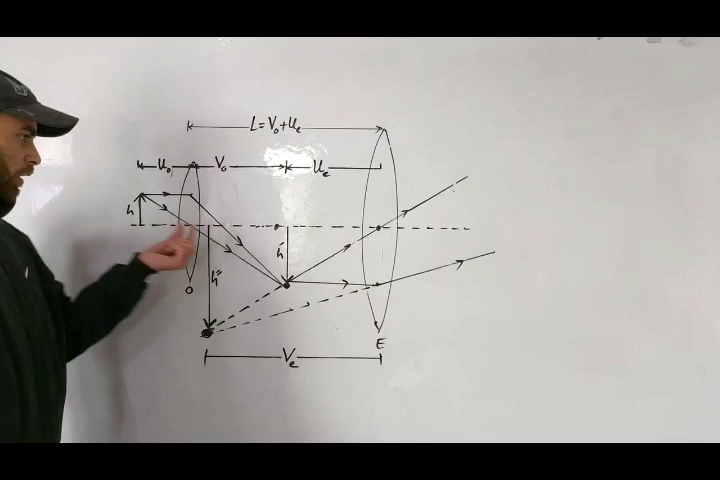 L=V₀+Uₑ
U₀
V₀
Uₑ
h
h'
h"
O
E
Vₑ